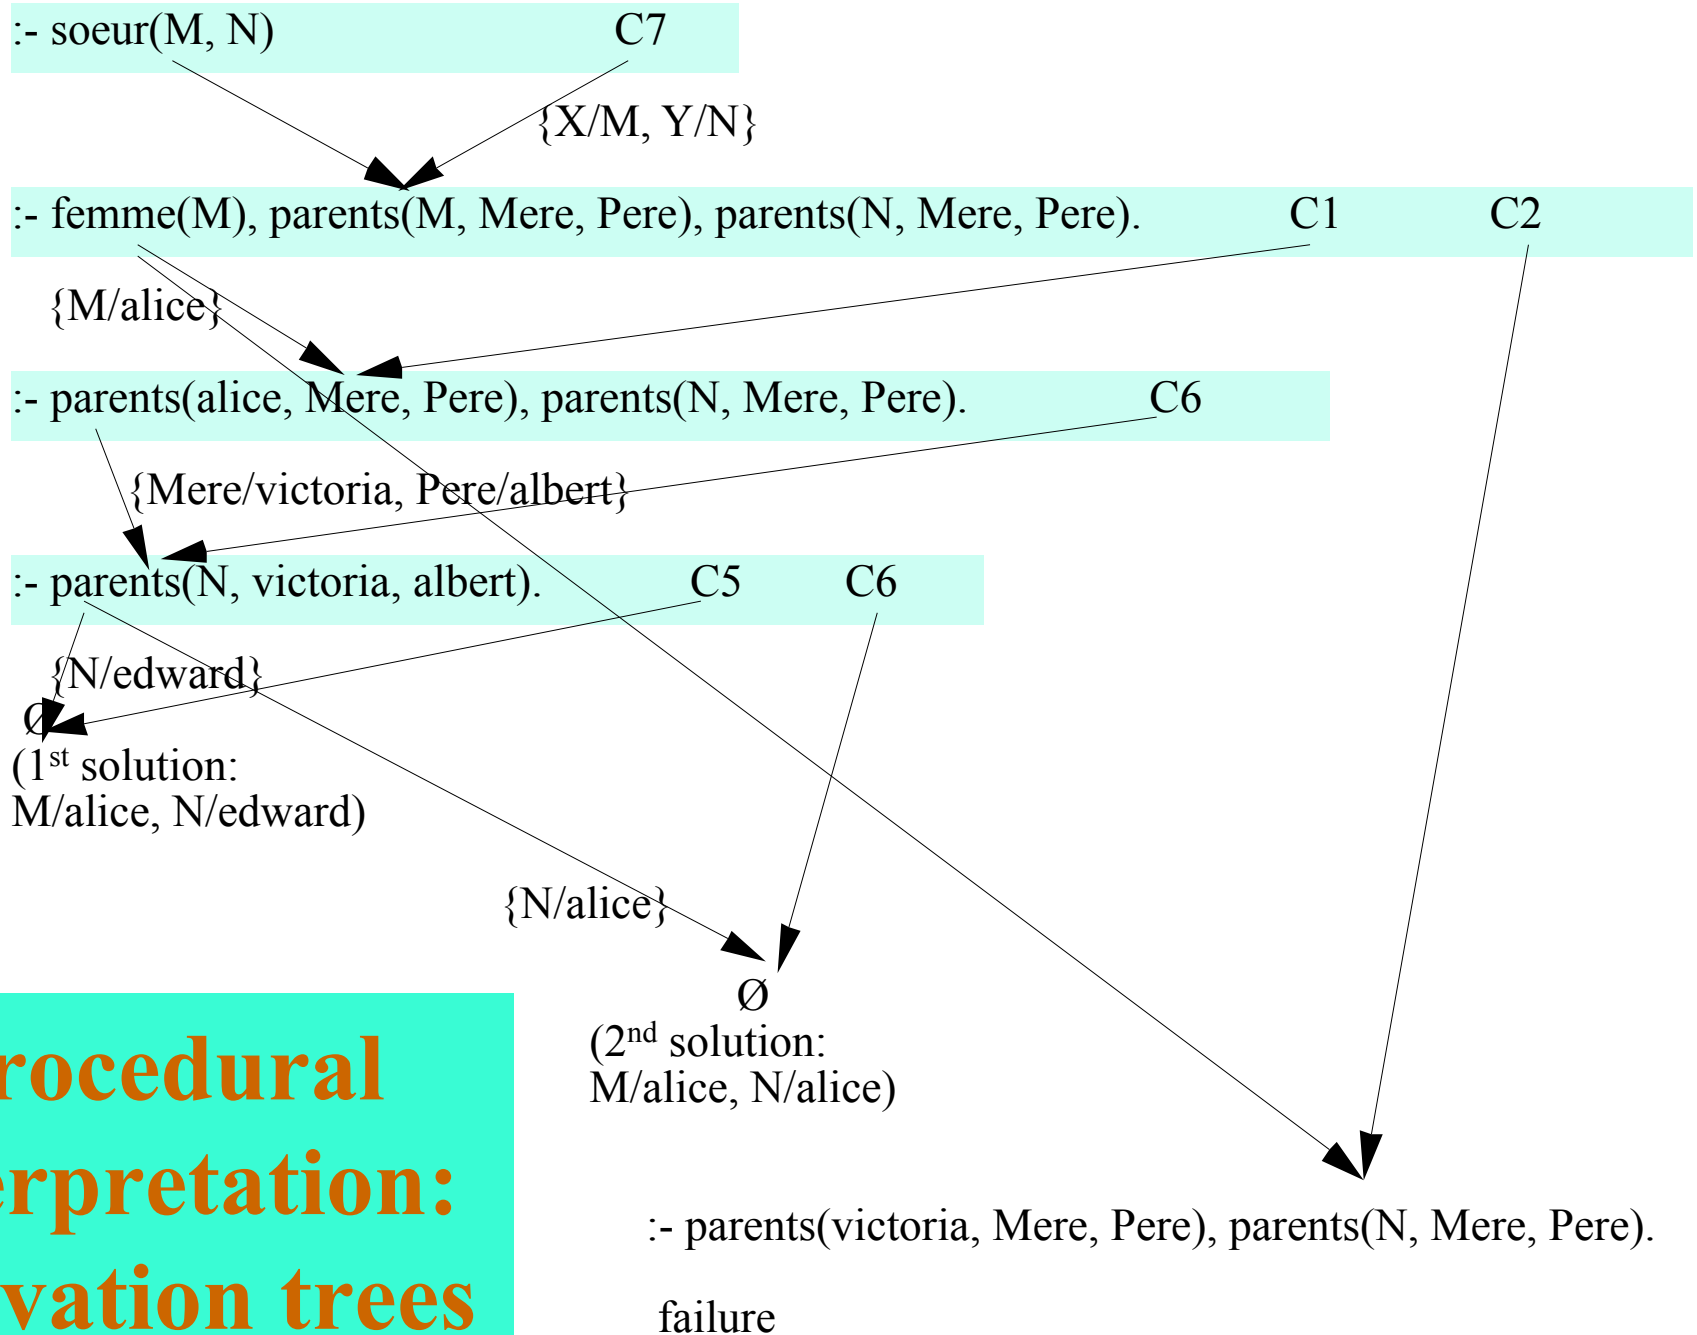 :- soeur(M, N) C7
{X/M, Y/N}
:- femme(M), parents(M, Mere, Pere), parents(N, Mere, Pere). C1 C2
{M/alice}
:- parents(alice, Mere, Pere), parents(N, Mere, Pere). C6
{Mere/victoria, Pere/albert}
:- parents(N, victoria, albert). C5 C6
{N/edward}
Ø
(1st solution:
M/alice, N/edward)
{N/alice}
Ø
(2nd solution:
M/alice, N/alice)
rocedural
erpretation:
vation trees
:- parents(victoria, Mere, Pere), parents(N, Mere, Pere).
failure